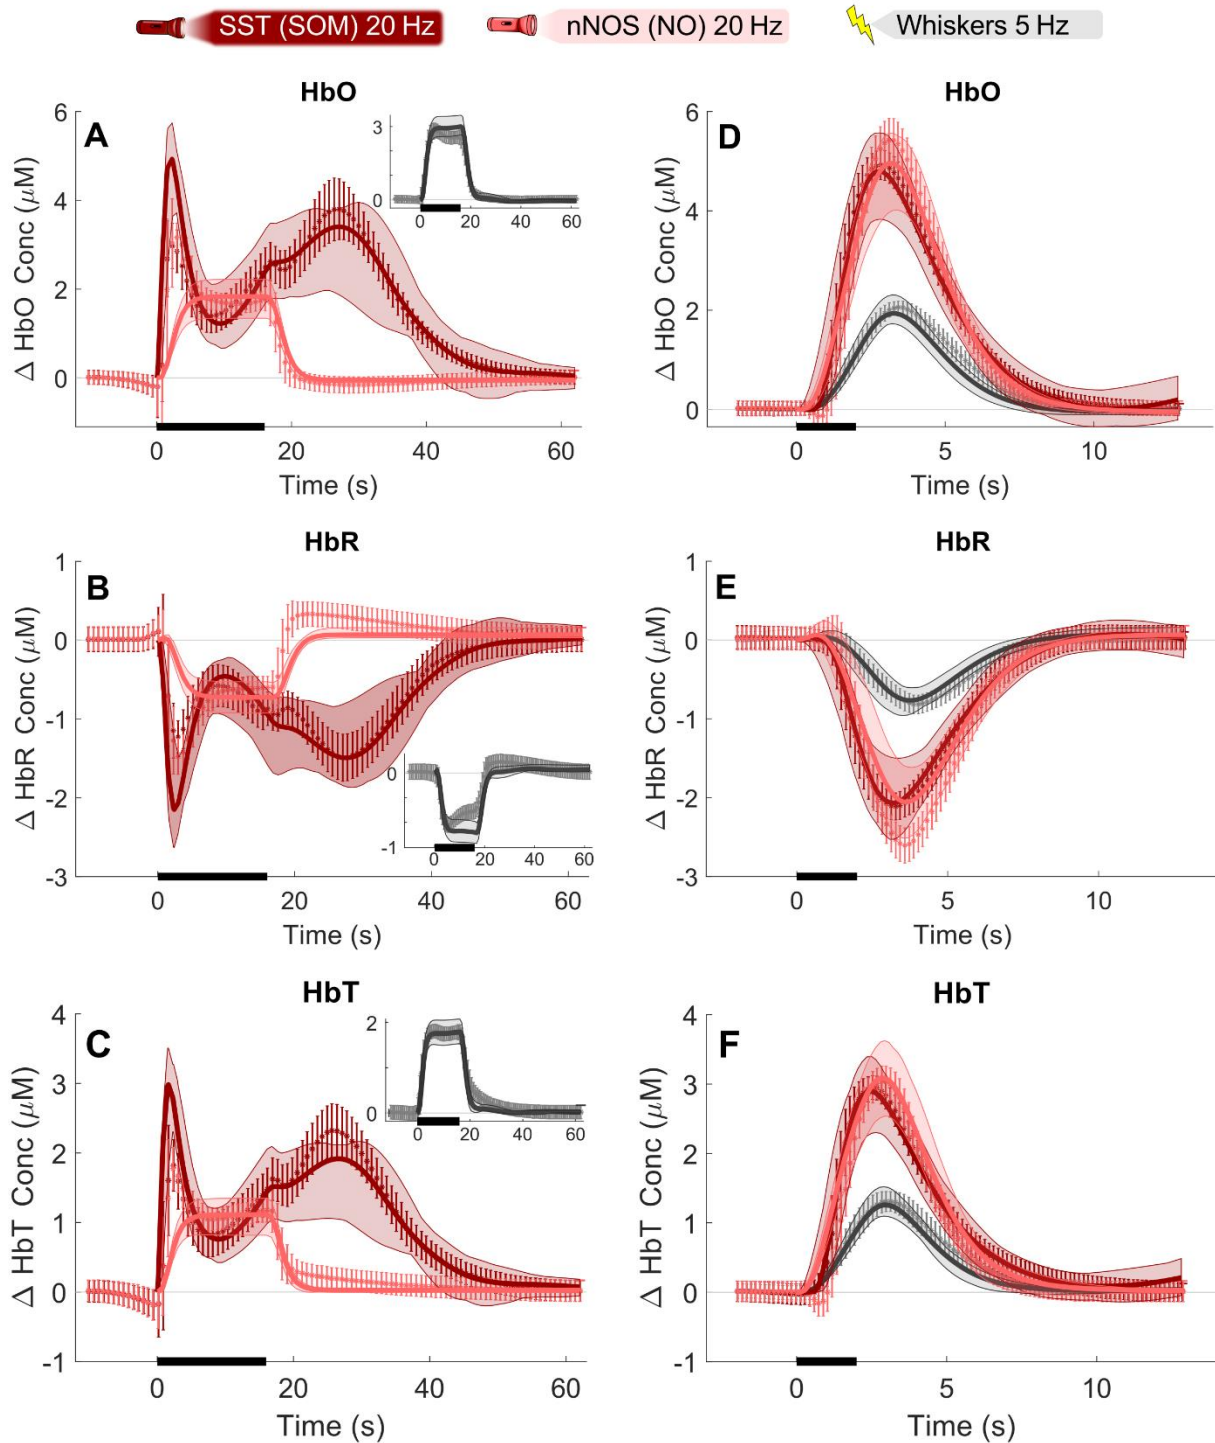 SST (SOM) 20 Hz
nNOS (NO) 20 Hz
Whiskers 5 Hz
HbO
A
Δ HbO Conc (μM)
6
4
2
0
0
20
40
60
Time (s)
3
0
0
20
40
60
HbO
D
Δ HbO Conc (μM)
6
4
2
0
0
5
10
Time (s)
HbR
B
Δ HbR Conc (μM)
1
0
-1
-2
-3
0
20
40
60
Time (s)
0
-1
0
20
40
60
HbR
E
Δ HbR Conc (μM)
1
0
-1
-2
-3
0
5
10
Time (s)
HbT
C
Δ HbT Conc (μM)
4
3
2
1
0
-1
0
20
40
60
Time (s)
2
0
0
20
40
60
HbT
F
Δ HbT Conc (μM)
4
3
2
1
0
-1
0
5
10
Time (s)